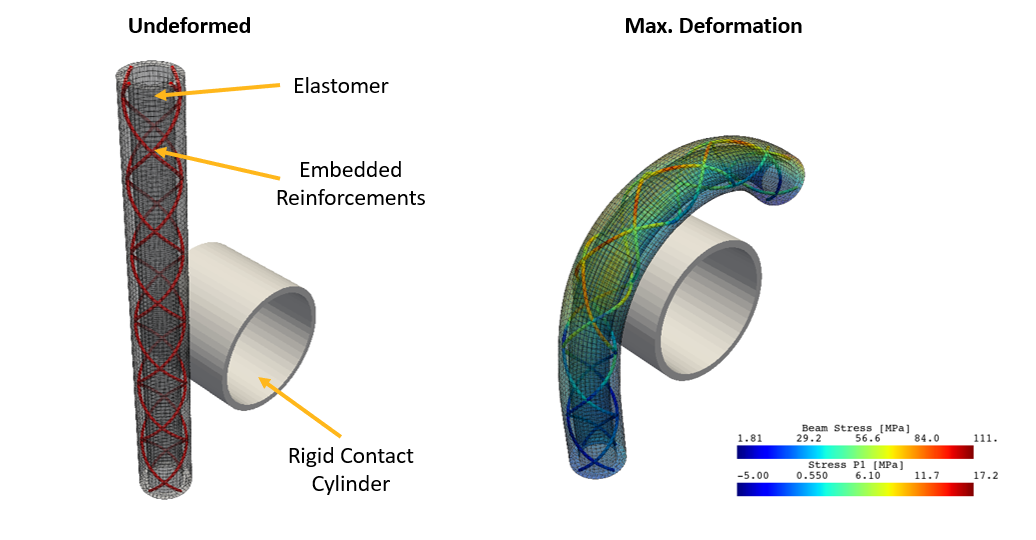 Undeformed
Max. Deformation
Elastomer
Embedded
Reinforcements
Rigid Contact
Cylinder
Beam Stress [MPa]
1.81 29.2 56.6 84.0 111.
Stress P1 [MPa]
-5.00 0.550 6.10 11.7 17.2